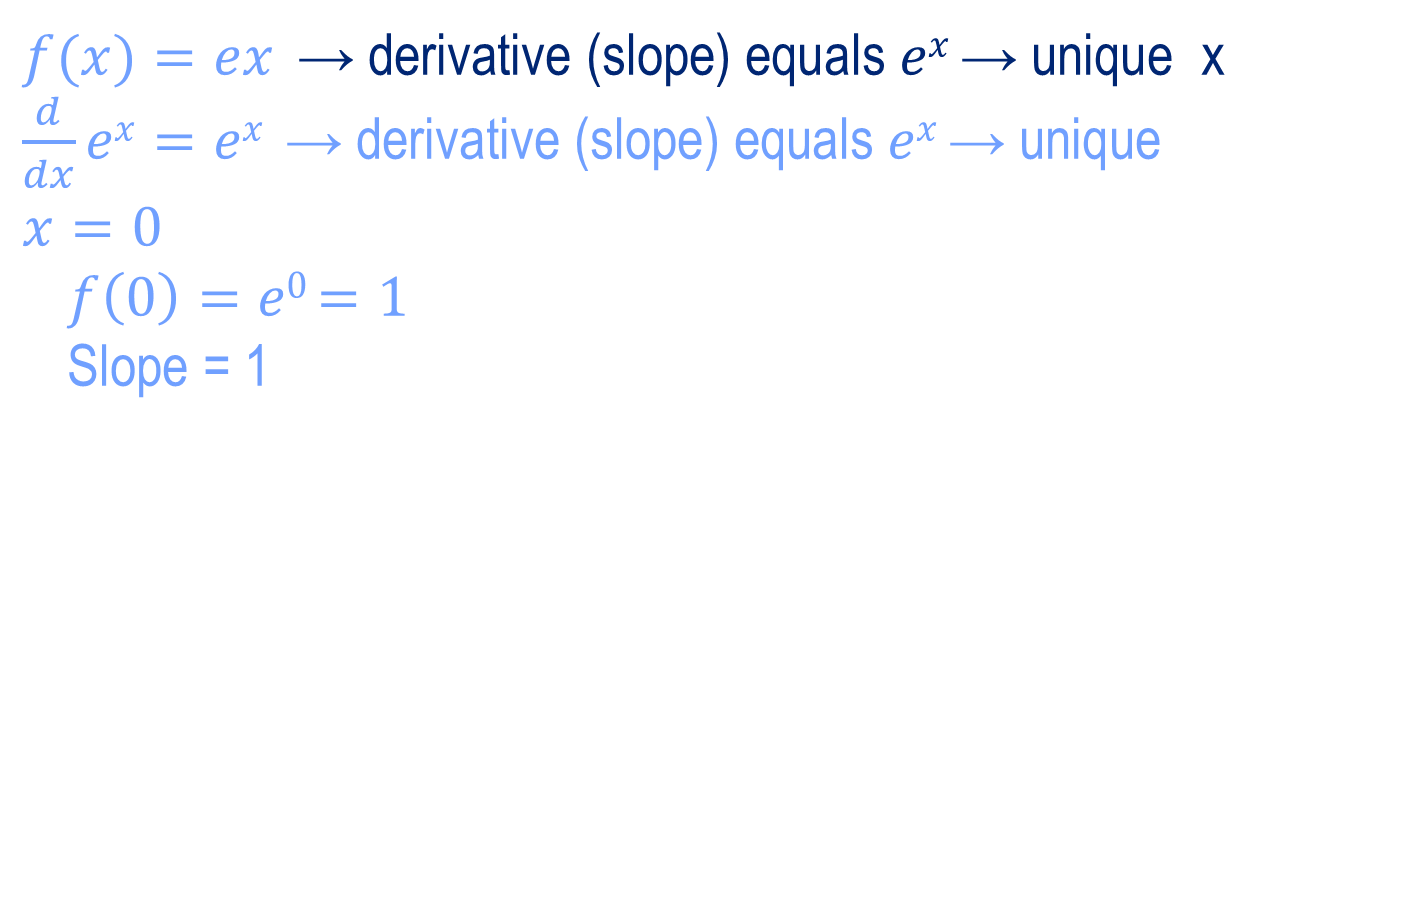 f(x) = ex → derivative (slope) equals eˣ → unique x
d/dx eˣ = eˣ → derivative (slope) equals eˣ → unique
x = 0
f(0) = e⁰ = 1
Slope = 1